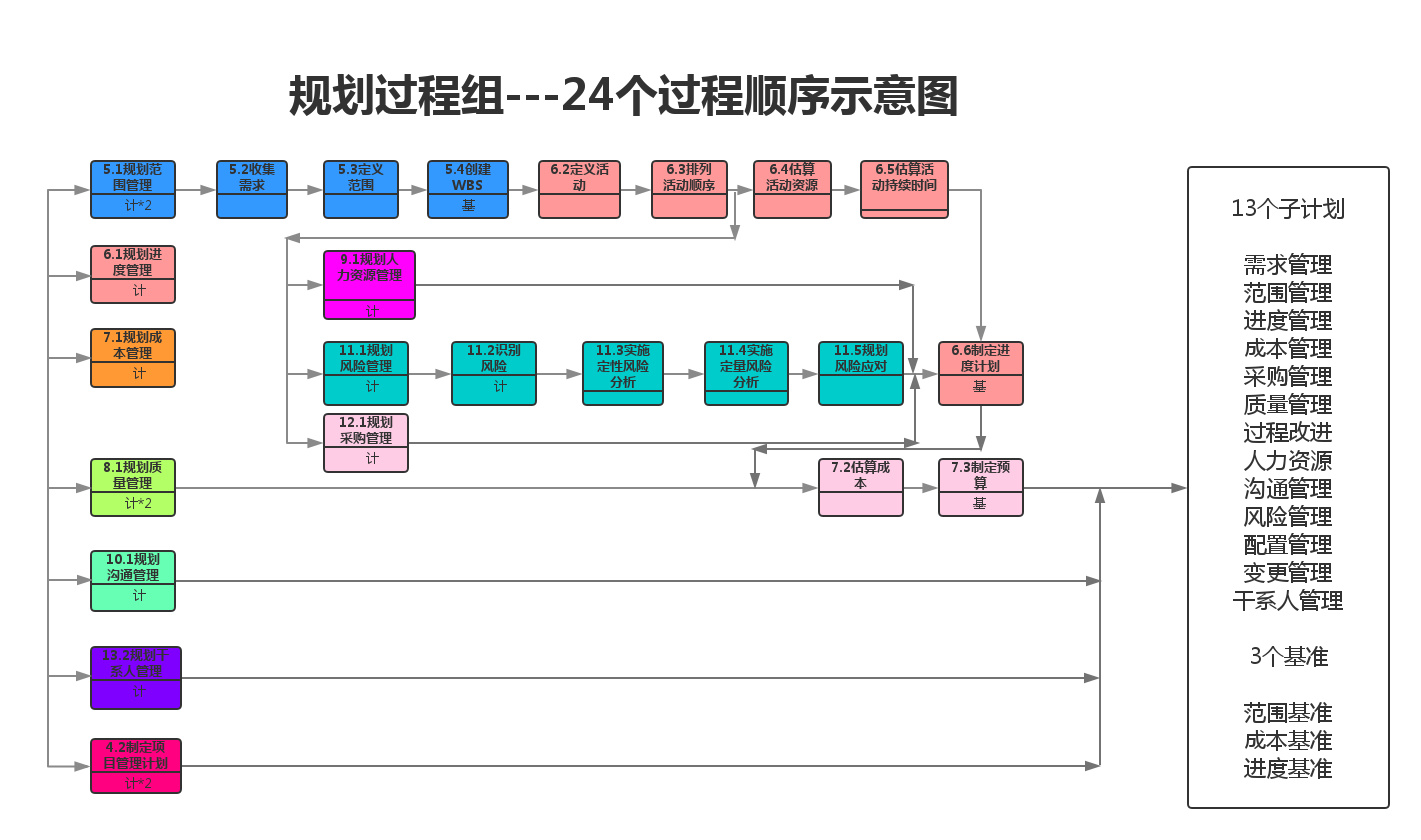 规划过程组---24个过程顺序示意图
5.1规划范
围管理
计*2
5.2收集
需求
5.3定义
范围
5.4创建
WBS
基
6.2定义活
动
6.3排列
活动顺序
6.4估算
活动资源
6.5估算活
动持续时间
6.1规划进
度管理
计
9.1规划人
力资源管理
计
7.1规划成
本管理
计
11.1规划
风险管理
计
11.2识别
风险
计
11.3实施
定性风险
分析
11.4实施
定量风险
分析
11.5规划
风险应对
6.6制定进
度计划
基
12.1规划
采购管理
计
8.1规划质
量管理
计*2
7.2估算成
本
7.3制定预
算
基
10.1规划
沟通管理
计
13.2规划干
系人管理
计
4.2制定项
目管理计划
计*2
13个子计划
需求管理
范围管理
进度管理
成本管理
采购管理
质量管理
过程改进
人力资源
沟通管理
风险管理
配置管理
变更管理
干系人管理
3个基准
范围基准
成本基准
进度基准